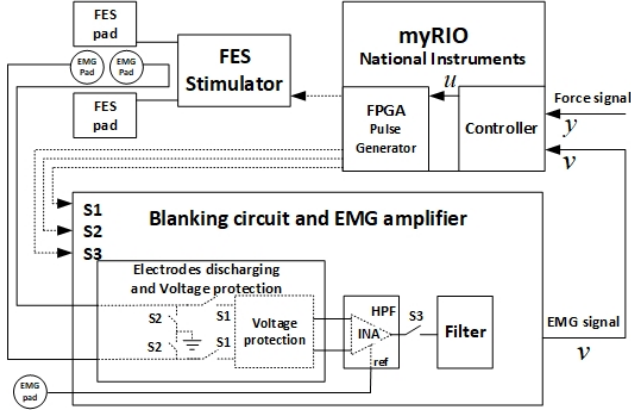 FES
pad
EMG
Pad
EMG
Pad
FES
pad
FES
Stimulator
myRIO
National Instruments
u
FPGA
Pulse
Generator
Controller
Force signal
y
v
S1
S2
S3
Blanking circuit and EMG amplifier
Electrodes discharging
and Voltage protection
S2
S1
S2
S1
Voltage
protection
HPF
INA
ref
S3
Filter
EMG signal
v
EMG
pad